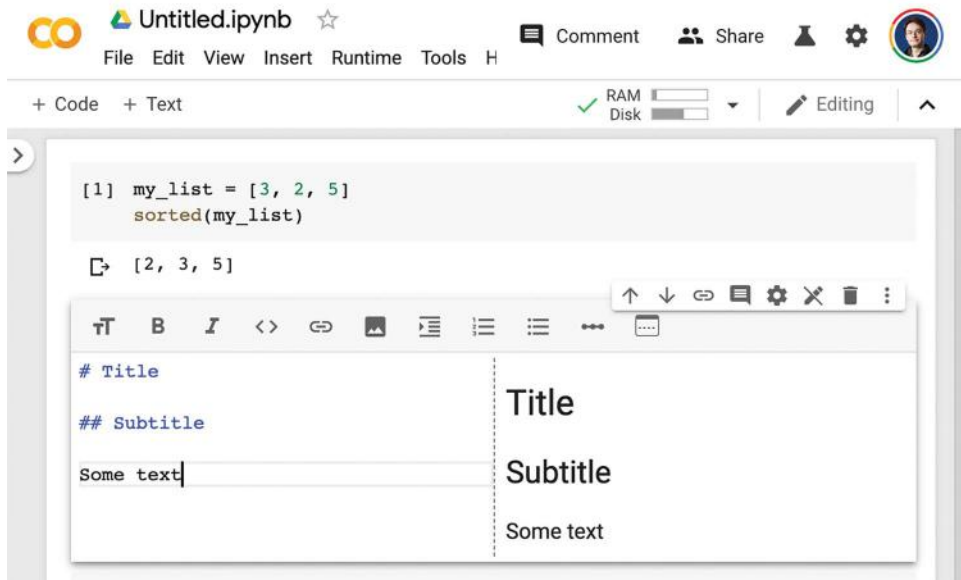 Untitled.ipynb
File Edit View Insert Runtime Tools H
Comment
Share
+ Code + Text
RAM
Disk
Editing
[1] my_list = [3, 2, 5]
sorted(my_list)
[2, 3, 5]
# Title
## Subtitle
Some text
Title
Subtitle
Some text